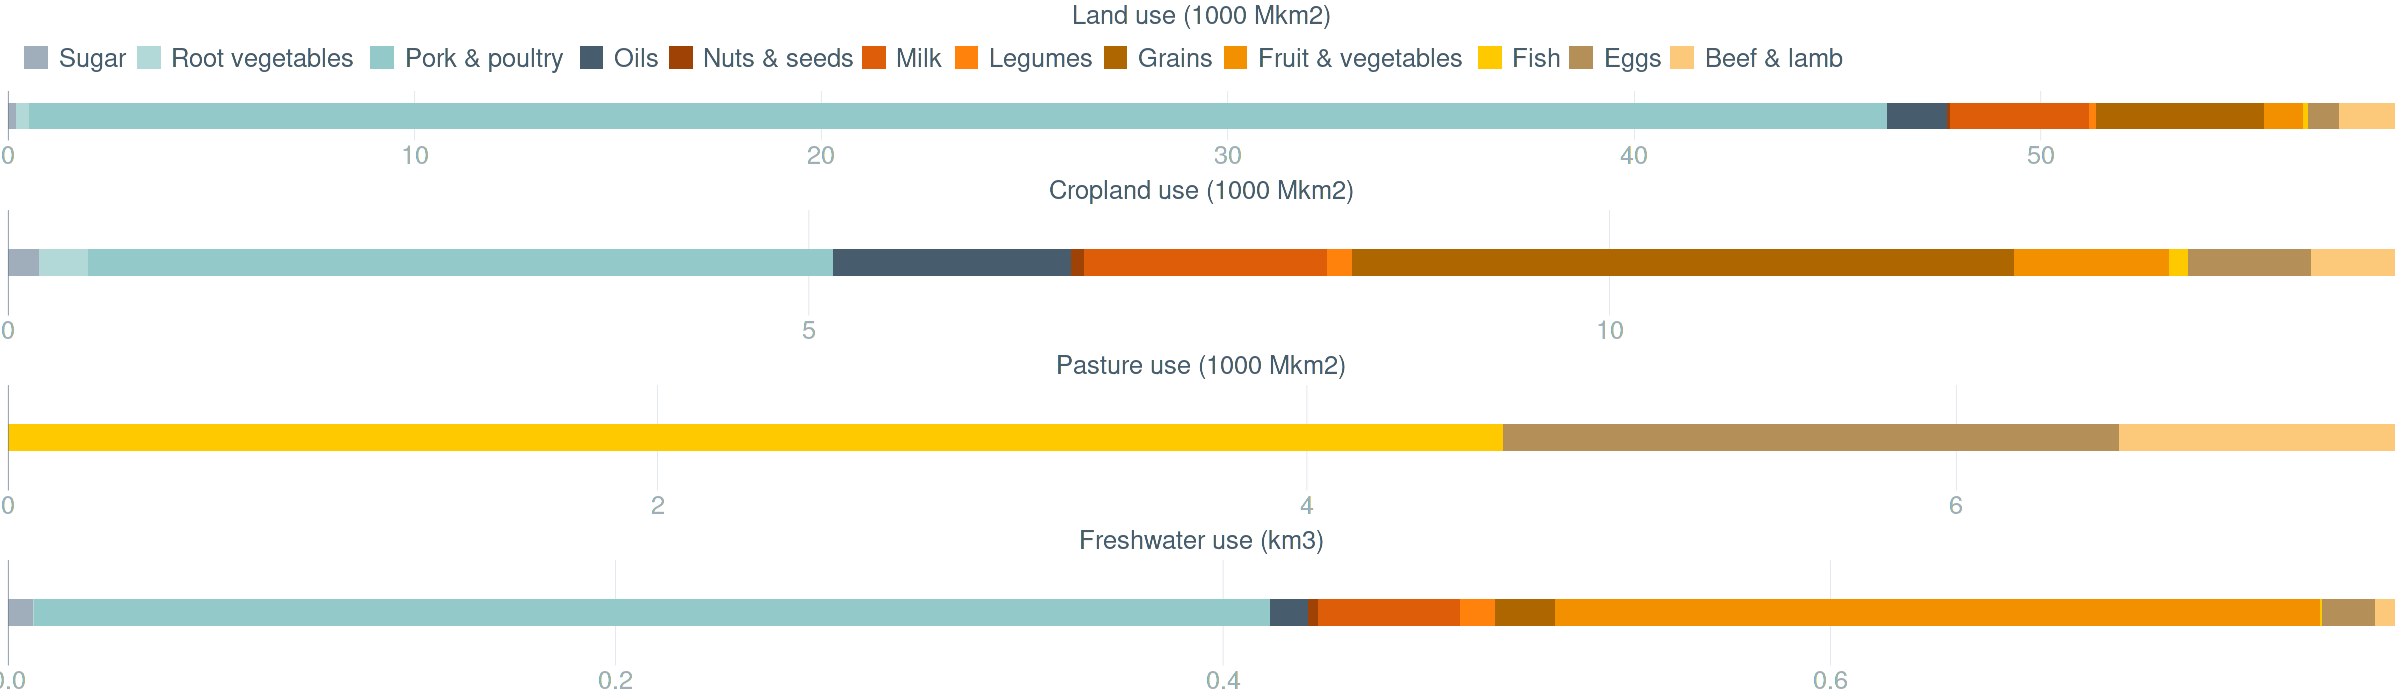 Land use (1000 Mkm2)
Sugar Root vegetables Pork & poultry Oils Nuts & seeds Milk Legumes Grains Fruit & vegetables Fish Eggs Beef & lamb
0 10 20 30 40 50
Cropland use (1000 Mkm2)
0 5 10
Pasture use (1000 Mkm2)
0 2 4 6
Freshwater use (km3)
0.0 0.2 0.4 0.6